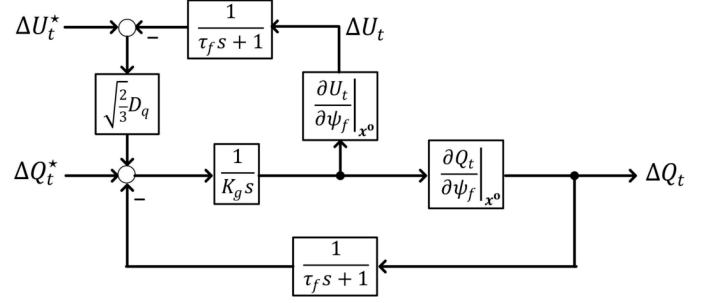 ΔU_t^⋆
−
1/(τ_f s + 1)
ΔU_t
√(2/3) D_q
∂U_t/∂ψ_f |_{x^o}
ΔQ_t^⋆
−
1/(K_g s)
∂Q_t/∂ψ_f |_{x^o}
ΔQ_t
1/(τ_f s + 1)